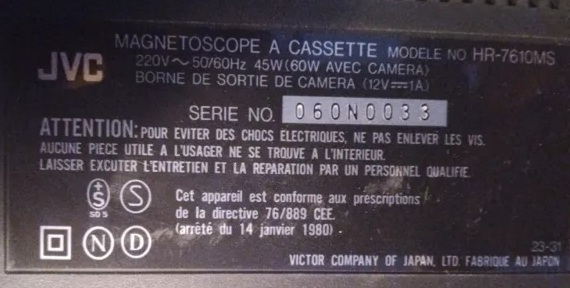 JVC
MAGNETOSCOPE A CASSETTE MODELE NO HR-7610MS
220V~ 50/60Hz 45W (60W AVEC CAMERA)
BORNE DE SORTIE DE CAMERA (12V⎓1A)
SERIE NO. 060N0033
ATTENTION: POUR EVITER DES CHOCS ELECTRIQUES, NE PAS ENLEVER LES VIS.
AUCUNE PIECE UTILE A L'USAGER NE SE TROUVE A L'INTERIEUR.
LAISSER EXCUTER L'ENTRETIEN ET LA REPARATION PAR UN PERSONNEL QUALIFIE.
S S
SD S
N D
Cet appareil est conforme aux prescriptions
de la directive 76/889 CEE.
(arrêté du 14 janvier 1980)
23-31
VICTOR COMPANY OF JAPAN, LTD. FABRIQUE AU JAPON